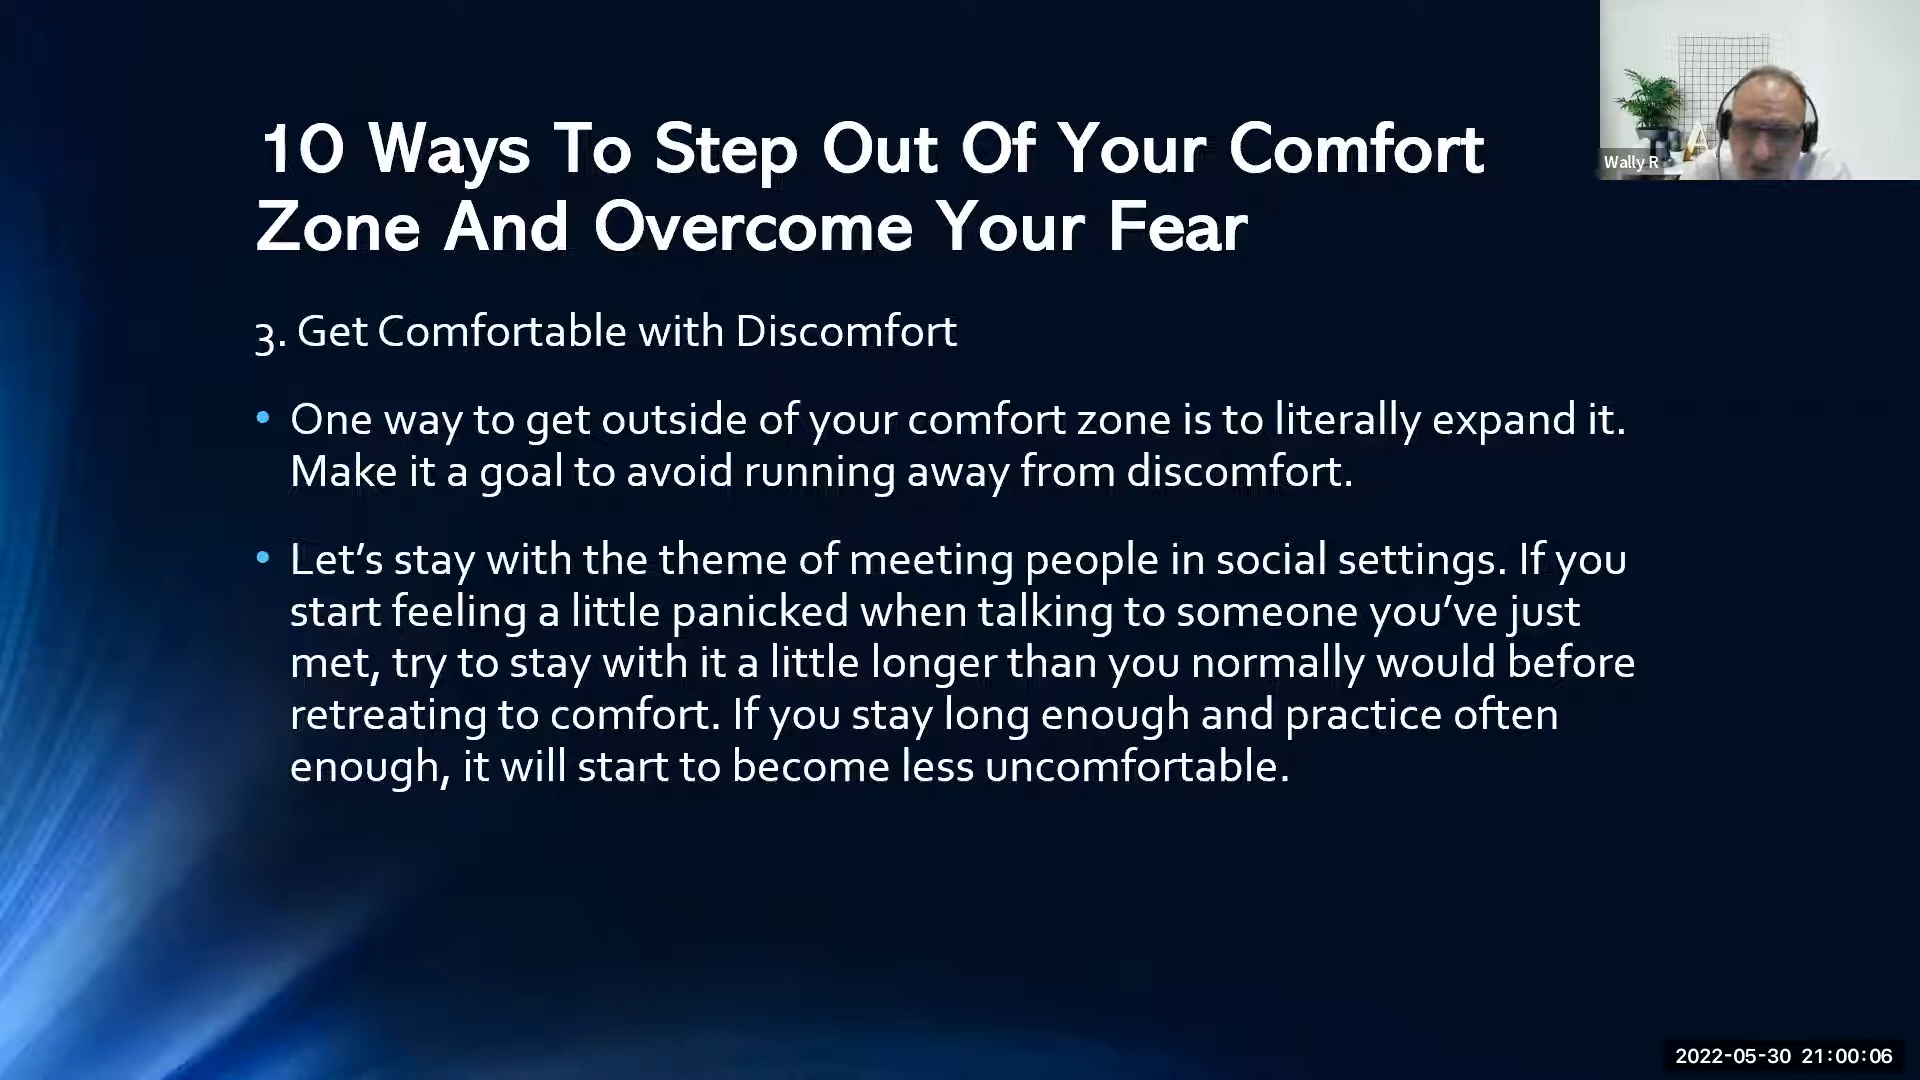 10 Ways To Step Out Of Your Comfort
Zone And Overcome Your Fear
Wally R
3. Get Comfortable with Discomfort
• One way to get outside of your comfort zone is to literally expand it.
Make it a goal to avoid running away from discomfort.
• Let’s stay with the theme of meeting people in social settings. If you
start feeling a little panicked when talking to someone you’ve just
met, try to stay with it a little longer than you normally would before
retreating to comfort. If you stay long enough and practice often
enough, it will start to become less uncomfortable.
2022-05-30 21:00:06